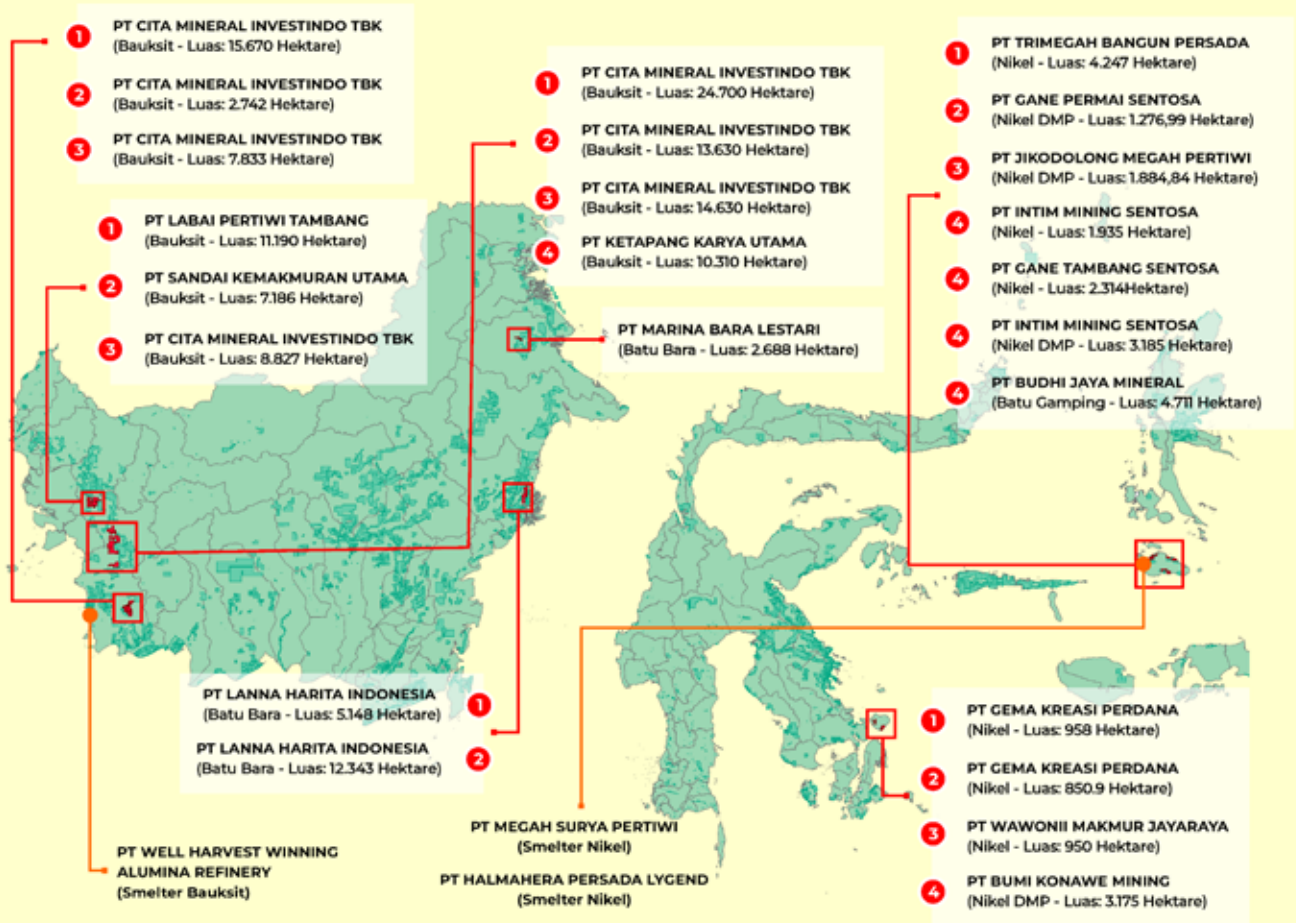 1
PT CITA MINERAL INVESTINDO TBK
(Bauksit - Luas: 15.670 Hektare)
2
PT CITA MINERAL INVESTINDO TBK
(Bauksit - Luas: 2.742 Hektare)
3
PT CITA MINERAL INVESTINDO TBK
(Bauksit - Luas: 7.833 Hektare)
1
PT LABAI PERTIWI TAMBANG
(Bauksit - Luas: 11.190 Hektare)
2
PT SANDAI KEMAKMURAN UTAMA
(Bauksit - Luas: 7.186 Hektare)
3
PT CITA MINERAL INVESTINDO TBK
(Bauksit - Luas: 8.827 Hektare)
1
PT CITA MINERAL INVESTINDO TBK
(Bauksit - Luas: 24.700 Hektare)
2
PT CITA MINERAL INVESTINDO TBK
(Bauksit - Luas: 13.630 Hektare)
3
PT CITA MINERAL INVESTINDO TBK
(Bauksit - Luas: 14.630 Hektare)
4
PT KETAPANG KARYA UTAMA
(Bauksit - Luas: 10.310 Hektare)
PT MARINA BARA LESTARI
(Batu Bara - Luas: 2.688 Hektare)
1
PT TRIMEGAH BANGUN PERSADA
(Nikel - Luas: 4.247 Hektare)
2
PT GANE PERMAI SENTOSA
(Nikel DMP - Luas: 1.276,99 Hektare)
3
PT JIKODOLONG MEGAH PERTIWI
(Nikel DMP - Luas: 1.884,84 Hektare)
4
PT INTIM MINING SENTOSA
(Nikel - Luas: 1.935 Hektare)
4
PT GANE TAMBANG SENTOSA
(Nikel - Luas: 2.314Hektare)
4
PT INTIM MINING SENTOSA
(Nikel DMP - Luas: 3.185 Hektare)
4
PT BUDHI JAYA MINERAL
(Batu Gamping - Luas: 4.711 Hektare)
PT LANNA HARITA INDONESIA
(Batu Bara - Luas: 5.148 Hektare)
1
PT LANNA HARITA INDONESIA
(Batu Bara - Luas: 12.343 Hektare)
2
PT WELL HARVEST WINNING
ALUMINA REFINERY
(Smelter Bauksit)
PT MEGAH SURYA PERTIWI
(Smelter Nikel)
PT HALMAHERA PERSADA LYGEND
(Smelter Nikel)
1
PT GEMA KREASI PERDANA
(Nikel - Luas: 958 Hektare)
2
PT GEMA KREASI PERDANA
(Nikel - Luas: 850.9 Hektare)
3
PT WAWONII MAKMUR JAYARAYA
(Nikel - Luas: 950 Hektare)
4
PT BUMI KONAWE MINING
(Nikel DMP - Luas: 3.175 Hektare)